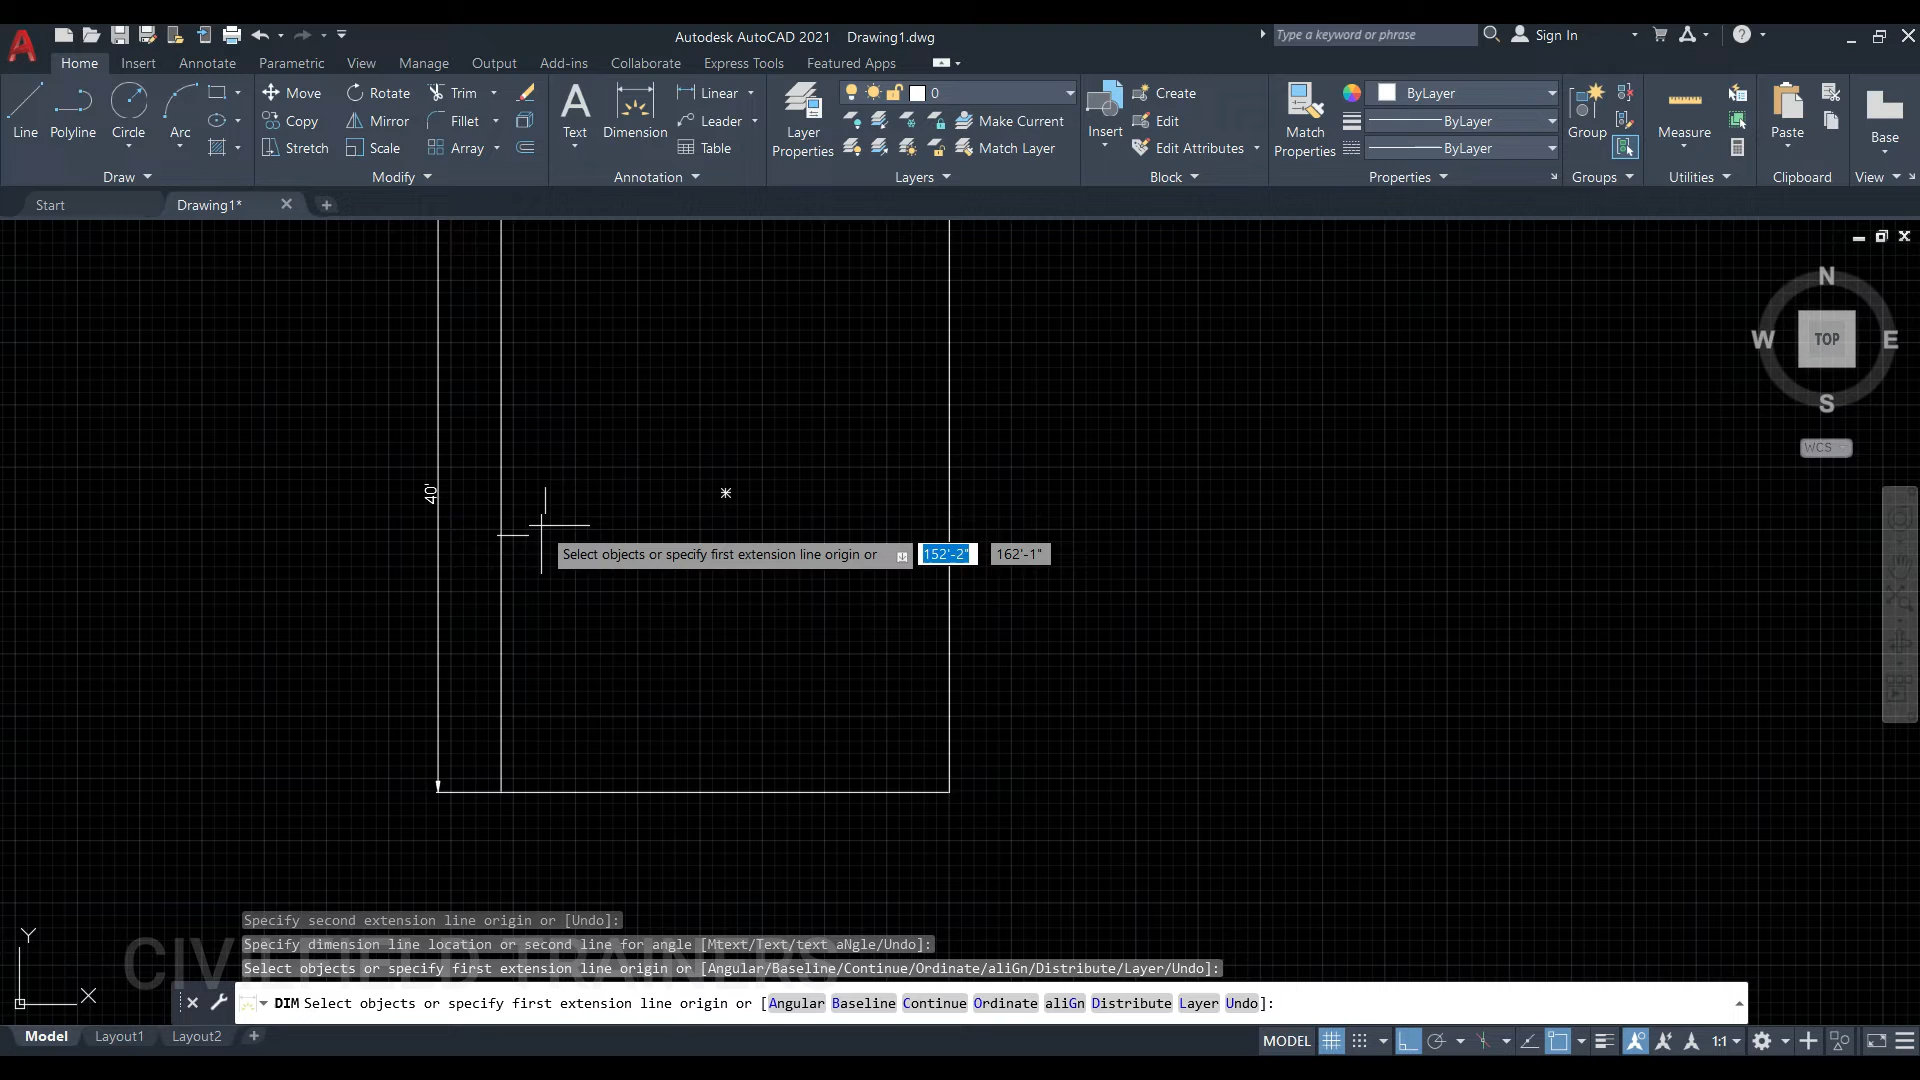 Autodesk AutoCAD 2021 Drawing1.dwg
Type a keyword or phrase
Sign In
Home Insert Annotate Parametric View Manage Output Add-ins Collaborate Express Tools Featured Apps
Line Polyline Circle Arc
Draw
Move Rotate Trim
Copy Mirror Fillet
Stretch Scale Array
Modify
Text Dimension
Linear
Leader
Table
Annotation
Layer Properties
0
Make Current
Match Layer
Layers
Insert
Create
Edit
Edit Attributes
Block
Match Properties
ByLayer
ByLayer
ByLayer
Properties
Group
Groups
Measure
Utilities
Paste
Clipboard
Base
View
Start Drawing1*
N
W TOP E
S
WCS
40'
Select objects or specify first extension line origin or 152'-2" 162'-1"
Specify second extension line origin or [Undo]:
Specify dimension line location or second line for angle [Mtext/Text/text aNgle/Undo]:
Select objects or specify first extension line origin or [Angular/Baseline/Continue/Ordinate/aliGn/Distribute/Layer/Undo]:
DIM Select objects or specify first extension line origin or [Angular Baseline Continue Ordinate aliGn Distribute Layer Undo]:
Y
X
Model Layout1 Layout2
MODEL 1:1